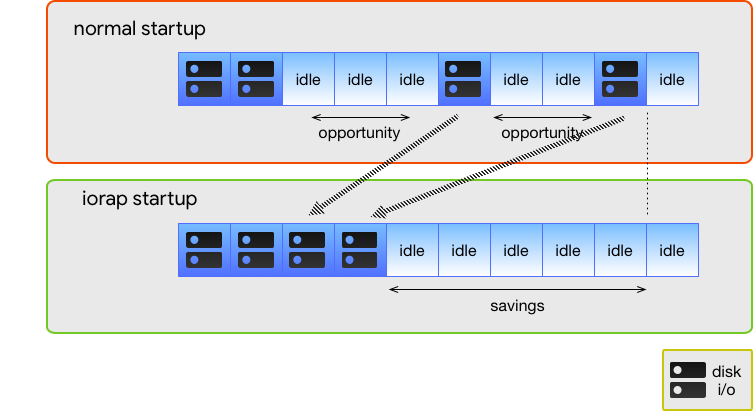 normal startup
idle idle idle idle idle idle
opportunity opportunity
iorap startup
idle idle idle idle idle idle
savings
disk
i/o